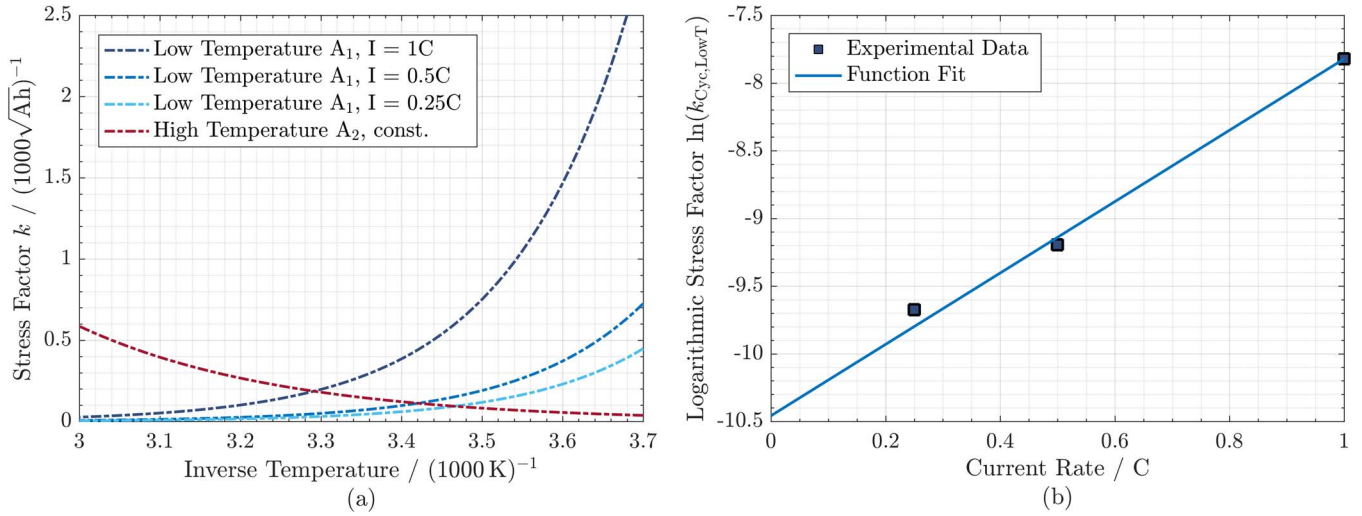 2.5
2
1.5
1
0.5
0
Stress Factor k / (1000√Ah)⁻¹
Low Temperature A₁, I = 1C
Low Temperature A₁, I = 0.5C
Low Temperature A₁, I = 0.25C
High Temperature A₂, const.
3 3.1 3.2 3.3 3.4 3.5 3.6 3.7
Inverse Temperature / (1000 K)⁻¹
(a)
-7.5
-8
-8.5
-9
-9.5
-10
-10.5
Logarithmic Stress Factor ln(k_Cyc,LowT)
Experimental Data
Function Fit
0 0.2 0.4 0.6 0.8 1
Current Rate / C
(b)